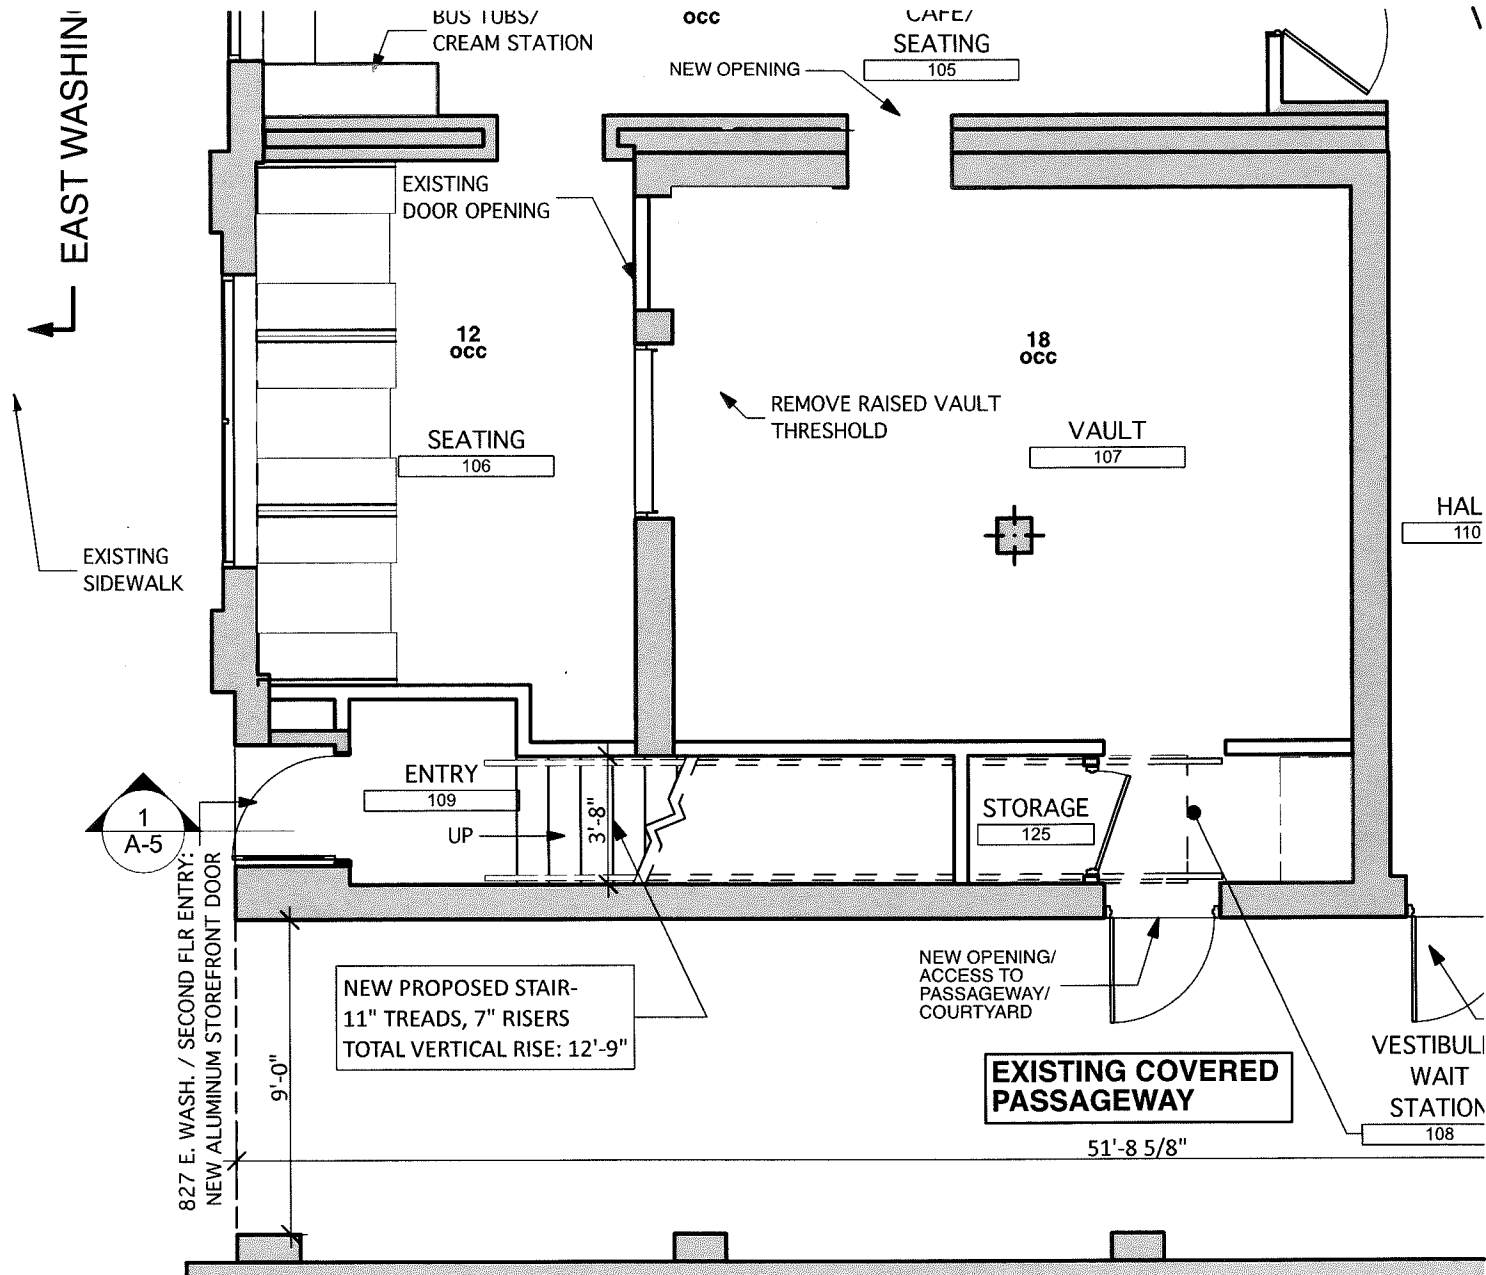 BUS TUBS/
CREAM STATION
OCC
CAFE/
SEATING
105
NEW OPENING
EAST WASHIN
EXISTING
DOOR OPENING
12
OCC
18
OCC
REMOVE RAISED VAULT
THRESHOLD
SEATING
106
VAULT
107
HAL
110
EXISTING
SIDEWALK
ENTRY
109
UP
3'-8"
STORAGE
125
1
A-5
827 E. WASH. / SECOND FLR ENTRY:
NEW ALUMINUM STOREFRONT DOOR
NEW PROPOSED STAIR-
11" TREADS, 7" RISERS
TOTAL VERTICAL RISE: 12'-9"
9'-0"
NEW OPENING/
ACCESS TO
PASSAGEWAY/
COURTYARD
EXISTING COVERED
PASSAGEWAY
51'-8 5/8"
VESTIBUL
WAIT
STATION
108